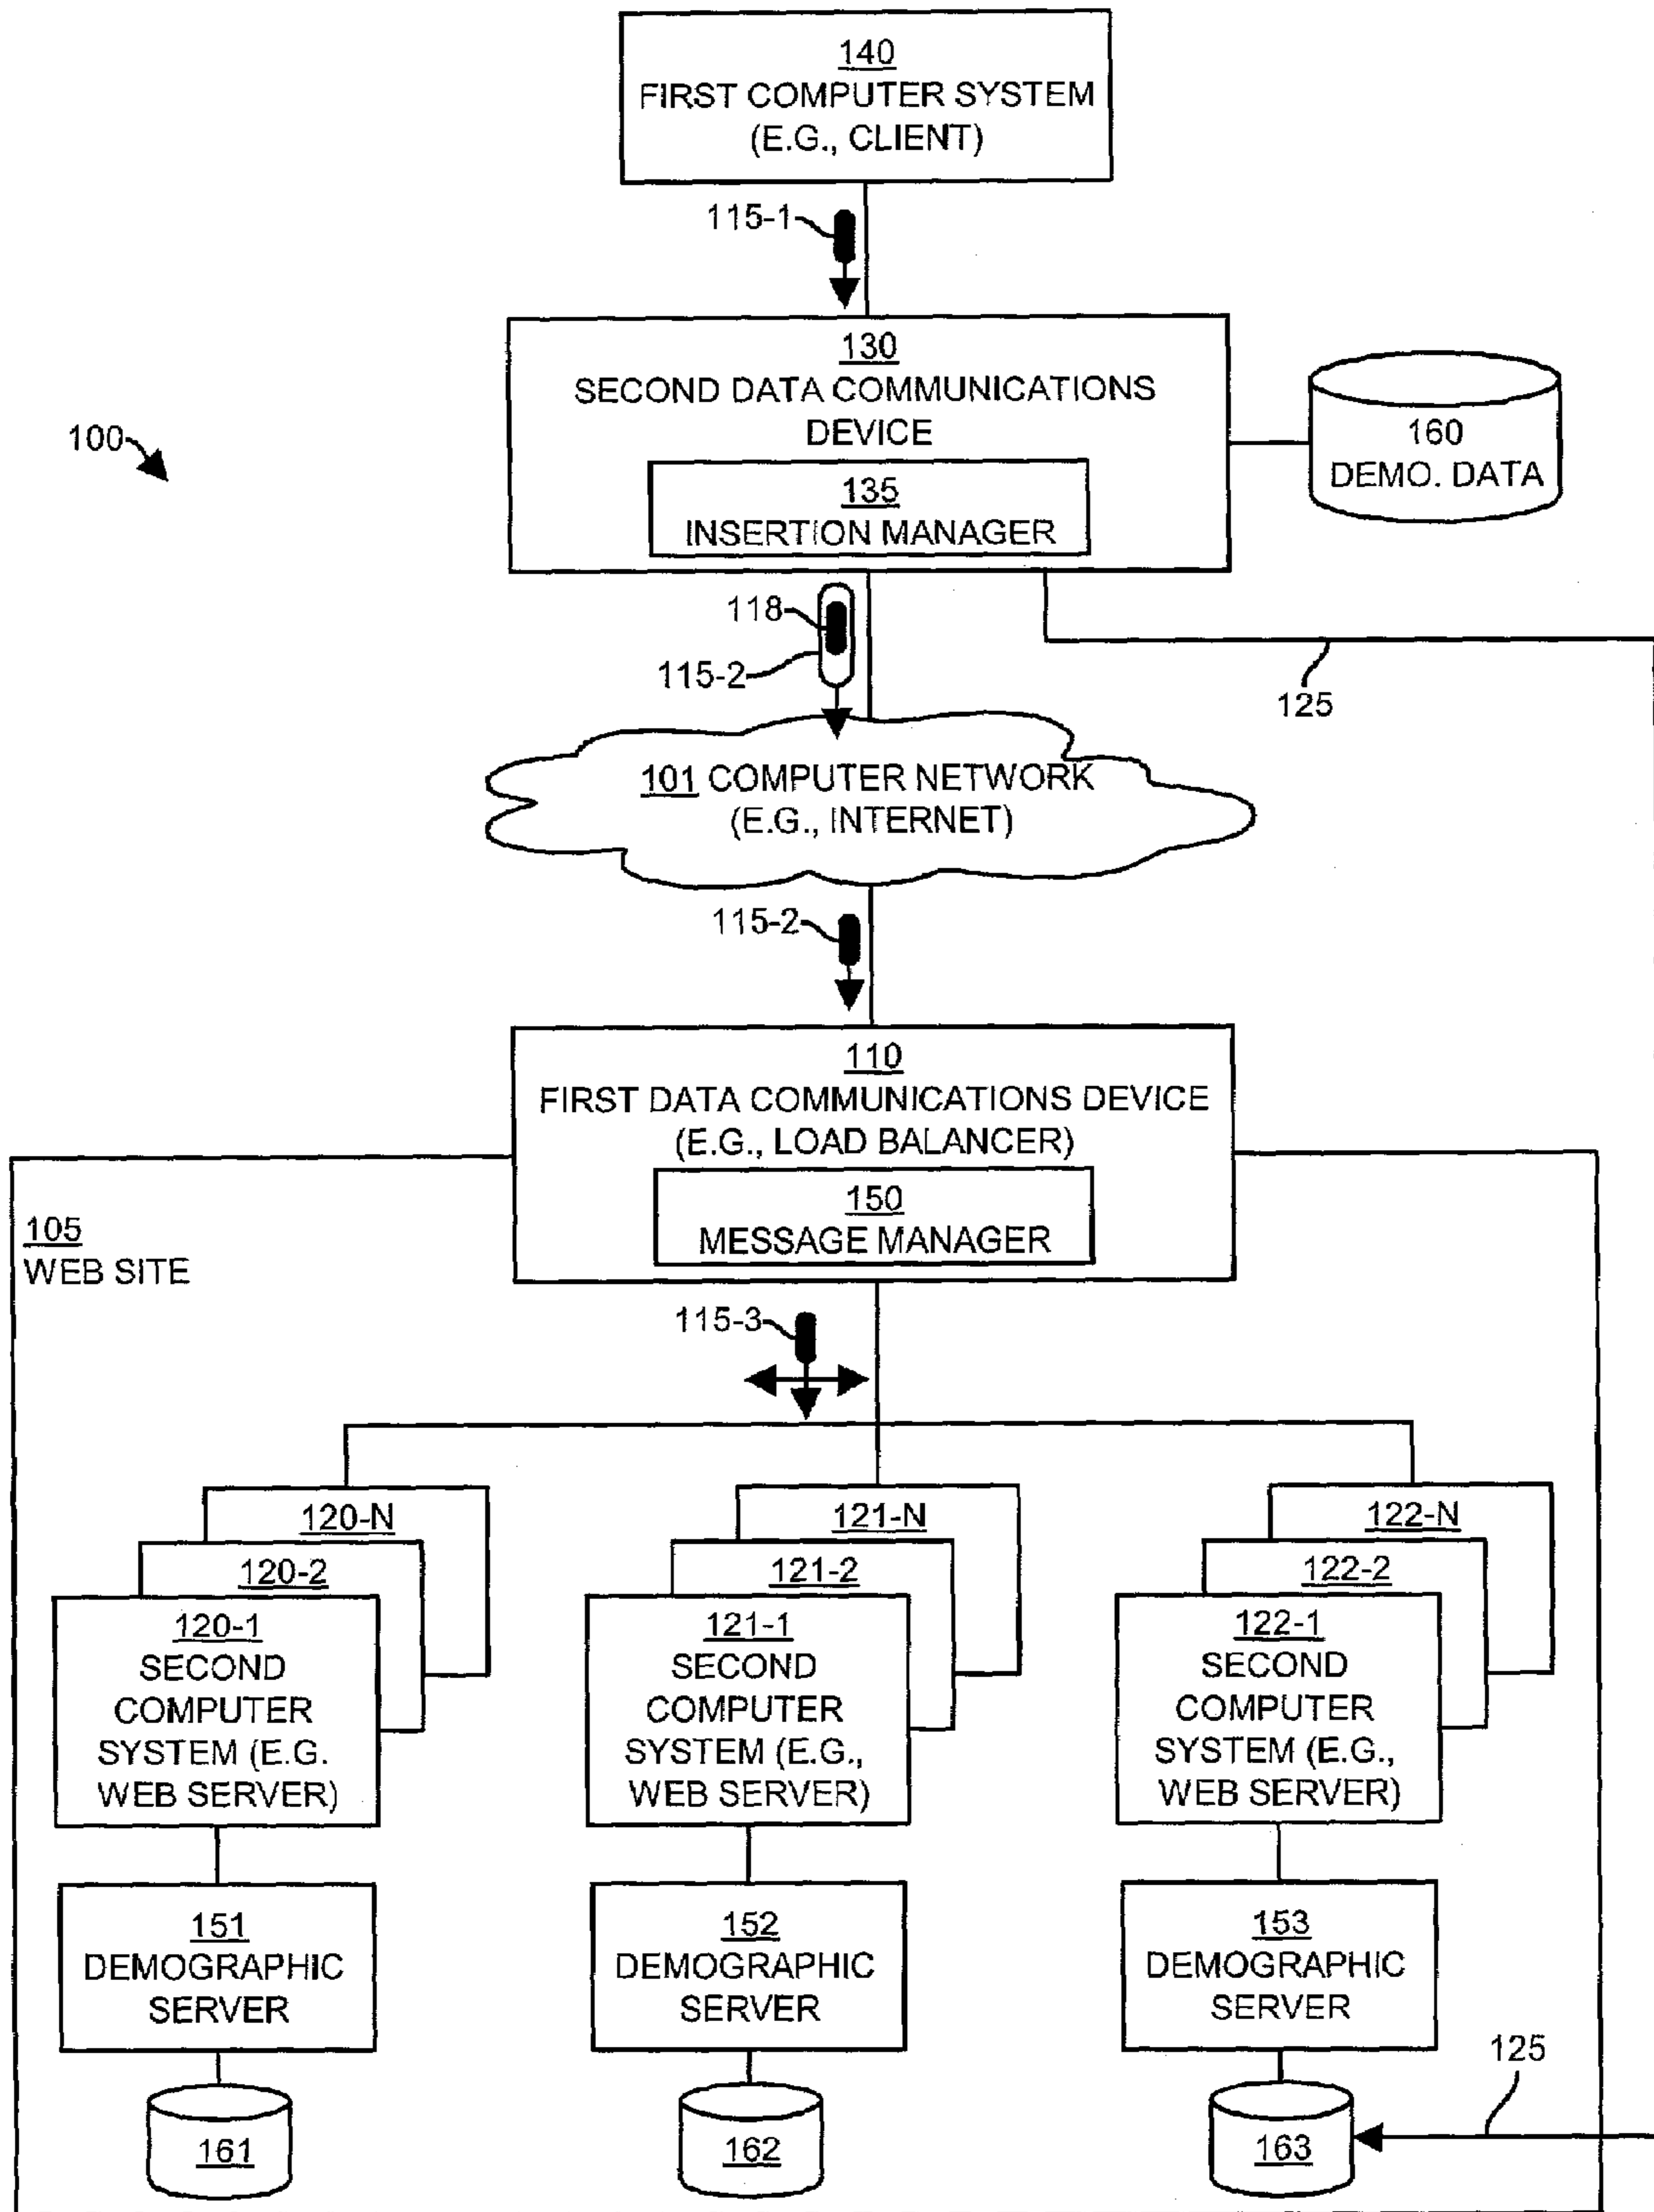 140
FIRST COMPUTER SYSTEM
(E.G., CLIENT)
115-1
130
SECOND DATA COMMUNICATIONS
DEVICE
160
DEMO. DATA
100
135
INSERTION MANAGER
118
115-2
125
101 COMPUTER NETWORK
(E.G., INTERNET)
115-2
110
FIRST DATA COMMUNICATIONS DEVICE
(E.G., LOAD BALANCER)
150
MESSAGE MANAGER
105
WEB SITE
115-3
120-N
120-2
120-1
SECOND
COMPUTER
SYSTEM (E.G.
WEB SERVER)
121-N
121-2
121-1
SECOND
COMPUTER
SYSTEM (E.G.,
WEB SERVER)
122-N
122-2
122-1
SECOND
COMPUTER
SYSTEM (E.G.,
WEB SERVER)
151
DEMOGRAPHIC
SERVER
152
DEMOGRAPHIC
SERVER
153
DEMOGRAPHIC
SERVER
125
161
162
163